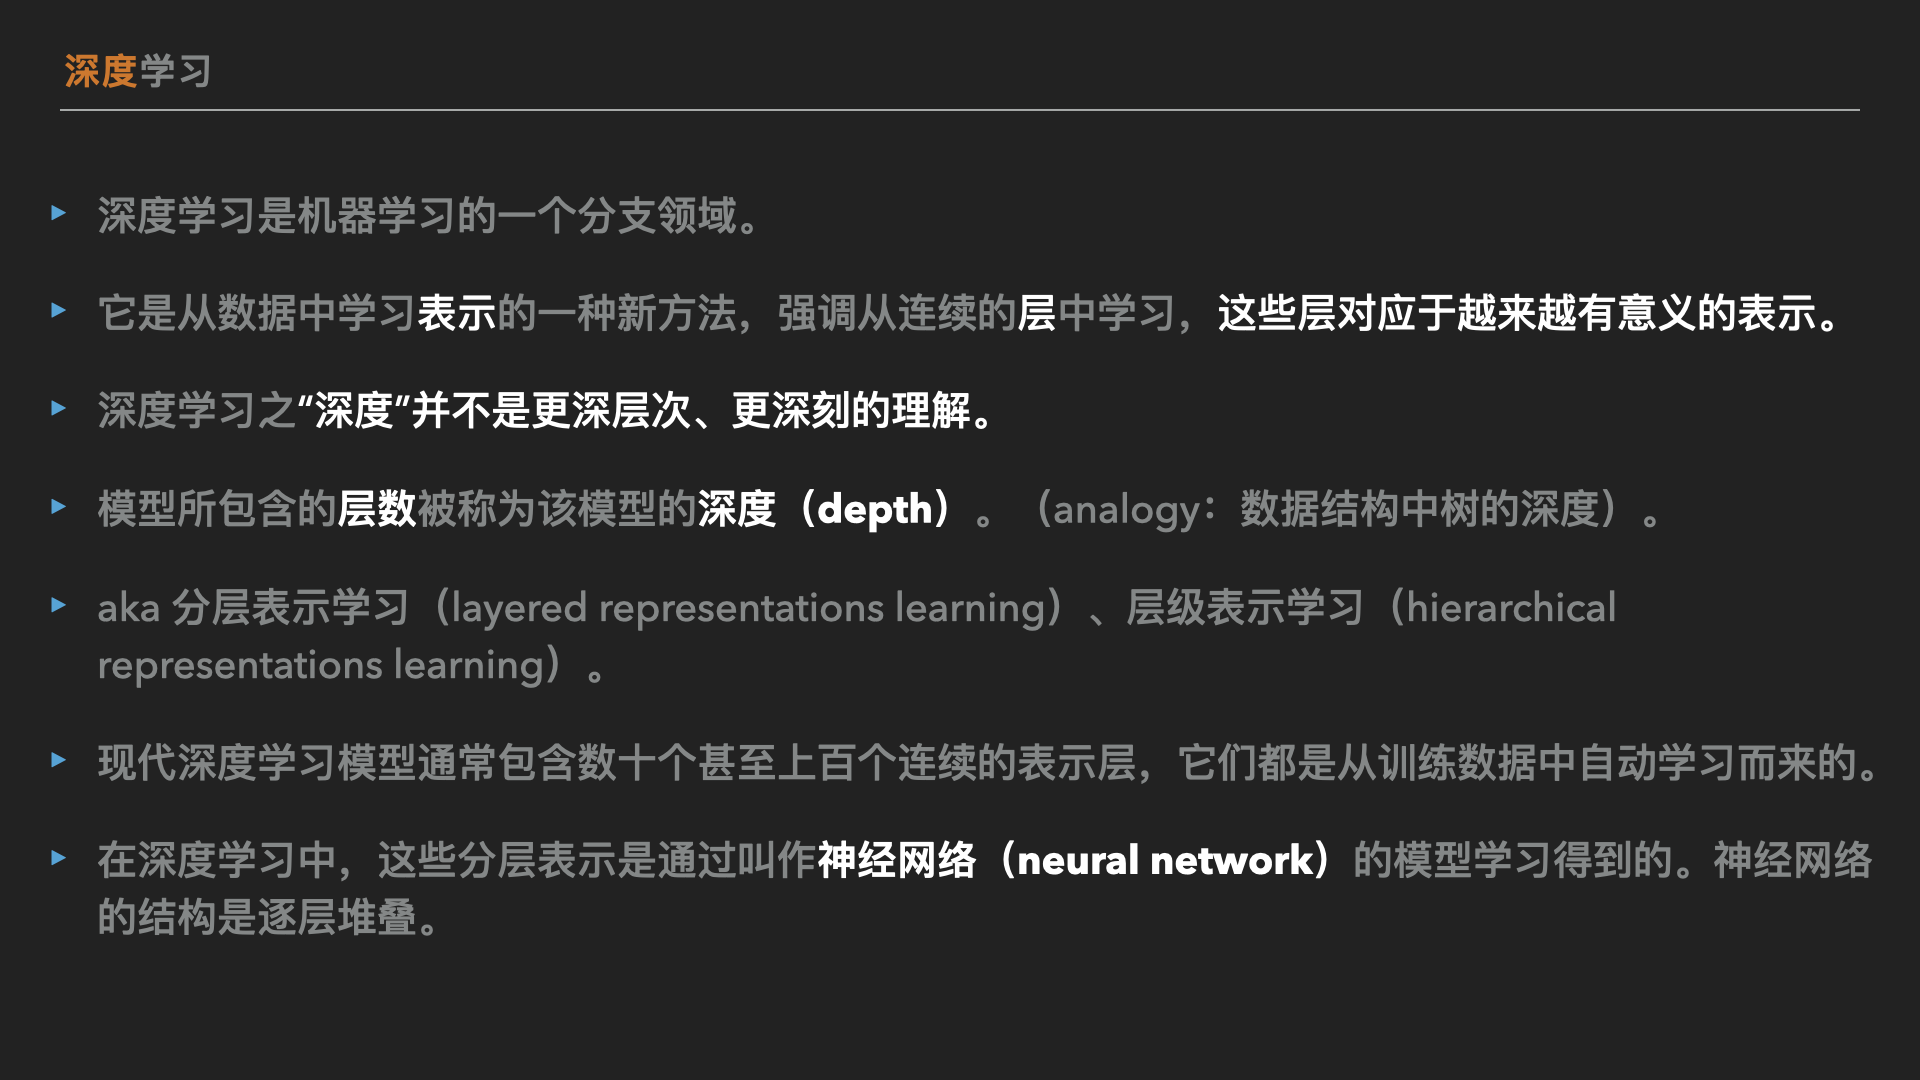 深度学习
▸ 深度学习是机器学习的一个分支领域。
▸ 它是从数据中学习表示的一种新方法，强调从连续的层中学习，这些层对应于越来越有意义的表示。
▸ 深度学习之“深度”并不是更深层次、更深刻的理解。
▸ 模型所包含的层数被称为该模型的深度（depth）。（analogy：数据结构中树的深度）。
▸ aka 分层表示学习（layered representations learning）、层级表示学习（hierarchical
representations learning）。
▸ 现代深度学习模型通常包含数十个甚至上百个连续的表示层，它们都是从训练数据中自动学习而来的。
▸ 在深度学习中，这些分层表示是通过叫作神经网络（neural network）的模型学习得到的。神经网络
的结构是逐层堆叠。